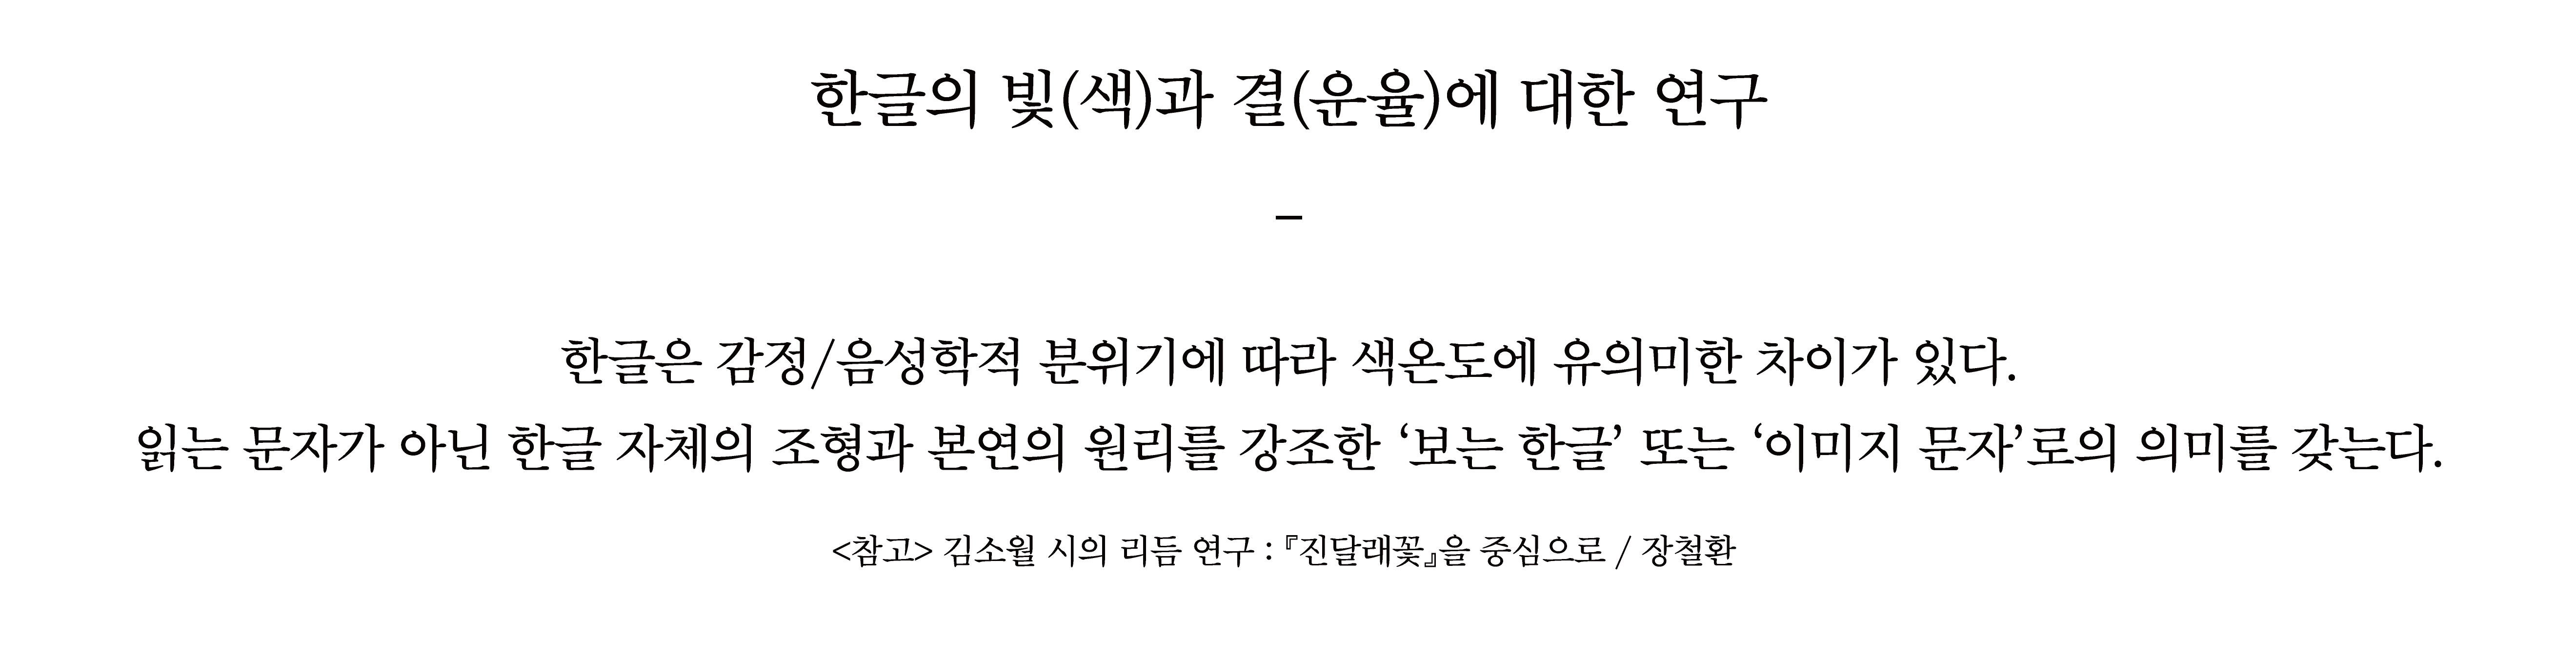 한글의 빛(색)과 결(운율)에 대한 연구
–
한글은 감정/음성학적 분위기에 따라 색온도에 유의미한 차이가 있다.
읽는 문자가 아닌 한글 자체의 조형과 본연의 원리를 강조한 ‘보는 한글’ 또는 ‘이미지 문자’로의 의미를 갖는다.
<참고> 김소월 시의 리듬 연구 : 『진달래꽃』을 중심으로 / 장철환